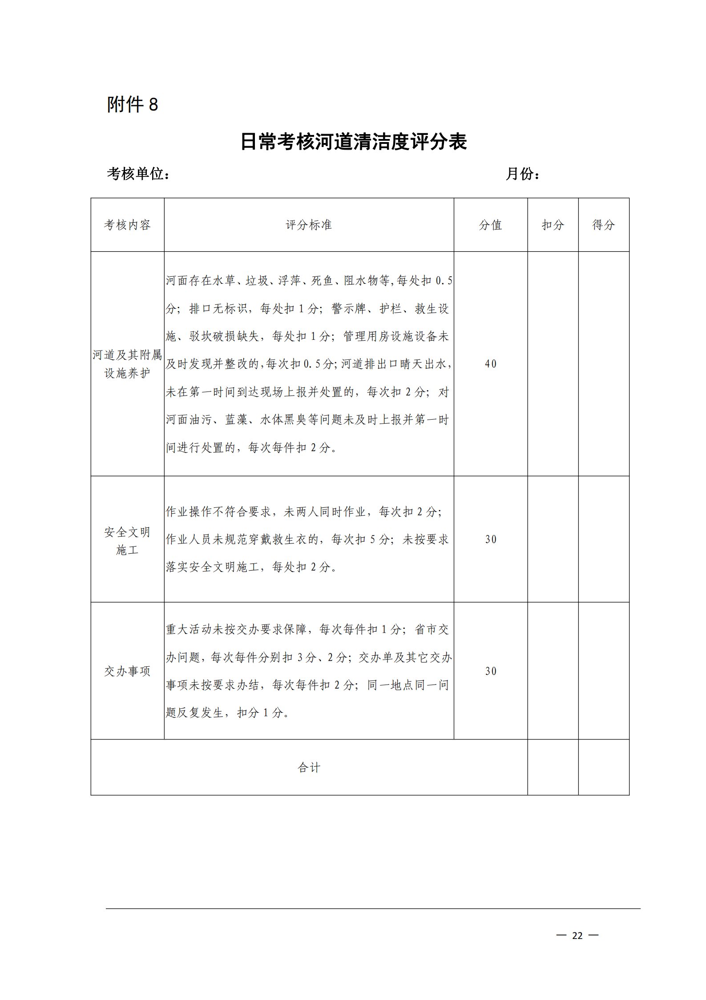 附件 8
日常考核河道清洁度评分表
考核单位： 月份：
考核内容 评分标准 分值 扣分 得分
河道及其附属
设施养护
河面存在水草、垃圾、浮萍、死鱼、阻水物等,每处扣 0.5
分；排口无标识，每处扣 1 分；警示牌、护栏、救生设
施、驳坎破损缺失，每处扣 1 分；管理用房设施设备未
及时发现并整改的,每次扣 0.5 分；河道排出口晴天出水，
未在第一时间到达现场上报并处置的，每次扣 2 分；对
河面油污、蓝藻、水体黑臭等问题未及时上报并第一时
间进行处置的，每次每件扣 2 分。
40
安全文明
施工
作业操作不符合要求，未两人同时作业，每次扣 2 分；
作业人员未规范穿戴救生衣的，每次扣 5 分；未按要求
落实安全文明施工，每处扣 2 分。
30
交办事项
重大活动未按交办要求保障，每次每件扣 1 分；省市交
办问题，每次每件分别扣 3 分、2 分；交办单及其它交办
事项未按要求办结，每次每件扣 2 分；同一地点同一问
题反复发生，扣分 1 分。
30
合计
— 22 —